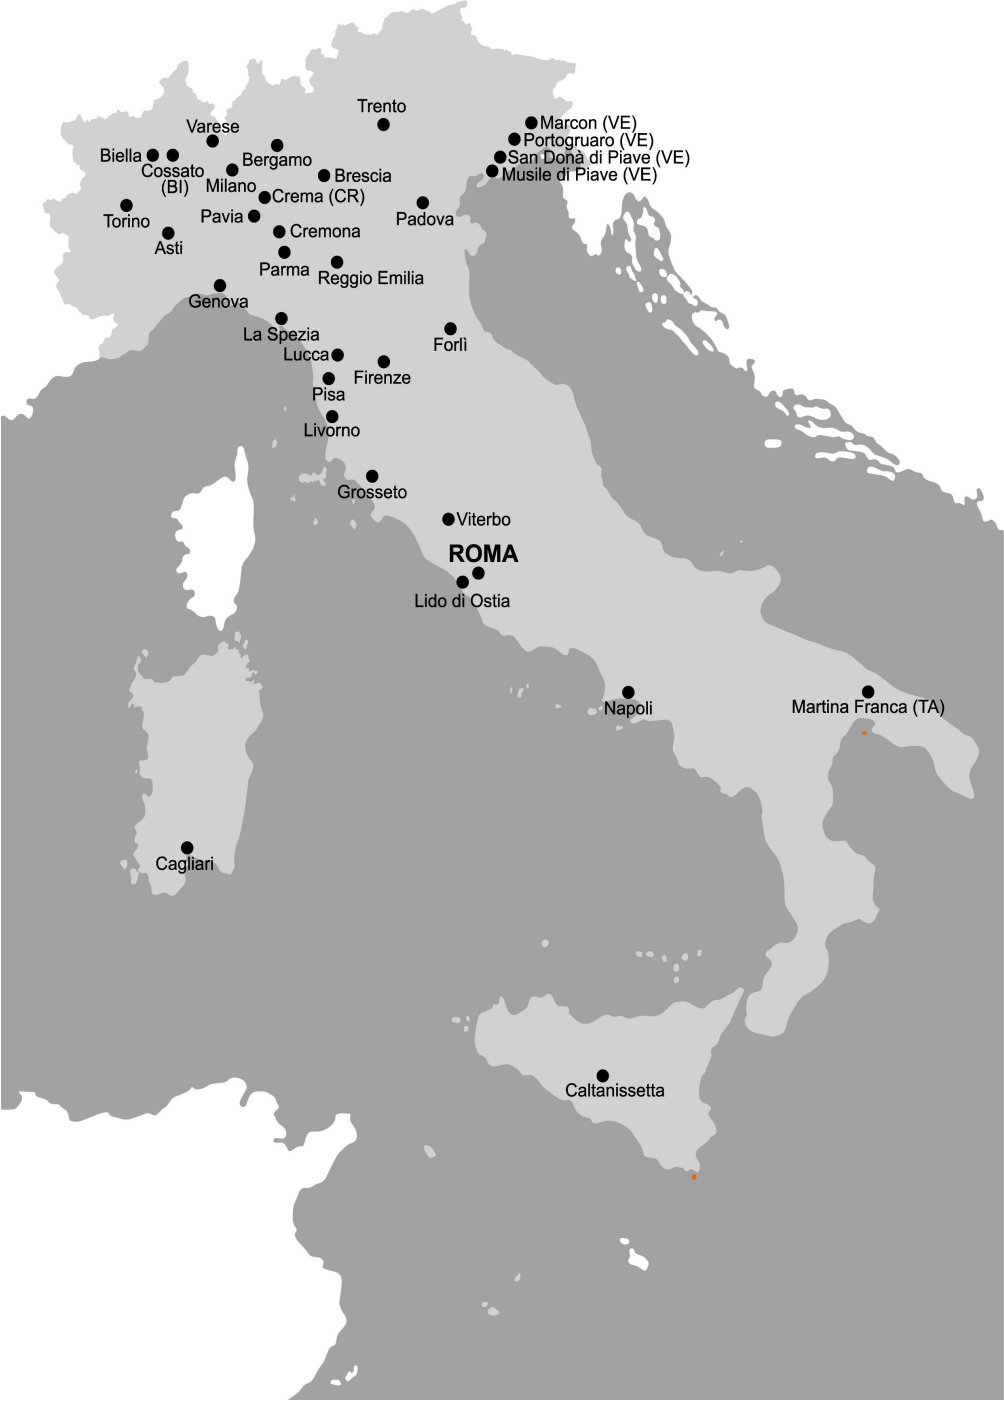 Trento
Marcon (VE)
Varese
Portogruaro (VE)
Biella
Bergamo
San Donà di Piave (VE)
Cossato
(BI)
Milano
Brescia
Musile di Piave (VE)
Crema (CR)
Torino
Pavia
Padova
Asti
Cremona
Parma
Reggio Emilia
Genova
La Spezia
Forlì
Lucca
Firenze
Pisa
Livorno
Grosseto
Viterbo
ROMA
Lido di Ostia
Napoli
Martina Franca (TA)
Cagliari
Caltanissetta